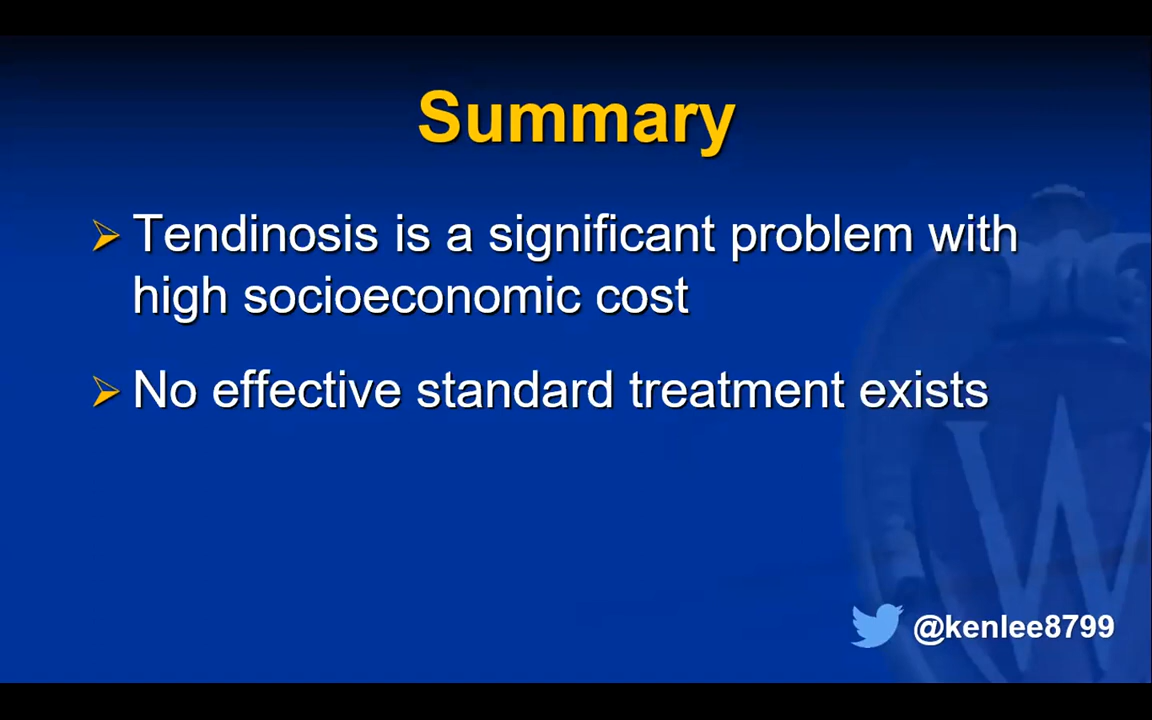 Summary
Tendinosis is a significant problem with
high socioeconomic cost
No effective standard treatment exists
W
@kenlee8799